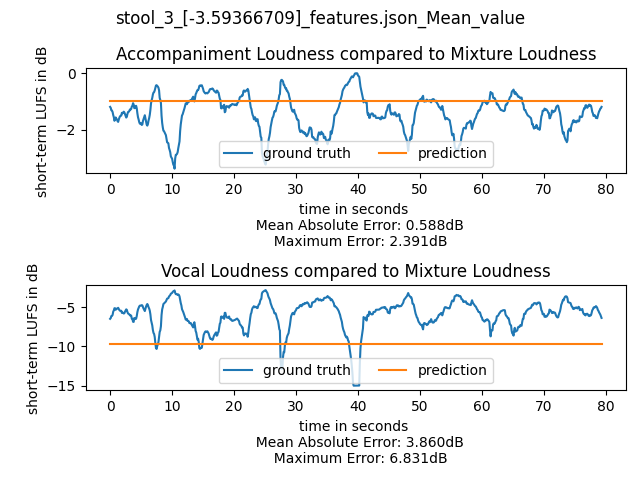 stool_3_[-3.59366709]_features.json_Mean_value
Accompaniment Loudness compared to Mixture Loudness
short-term LUFS in dB
0
−2
ground truth
prediction
0 10 20 30 40 50 60 70 80
time in seconds
Mean Absolute Error: 0.588dB
Maximum Error: 2.391dB
Vocal Loudness compared to Mixture Loudness
short-term LUFS in dB
−5
−10
−15
ground truth
prediction
0 10 20 30 40 50 60 70 80
time in seconds
Mean Absolute Error: 3.860dB
Maximum Error: 6.831dB